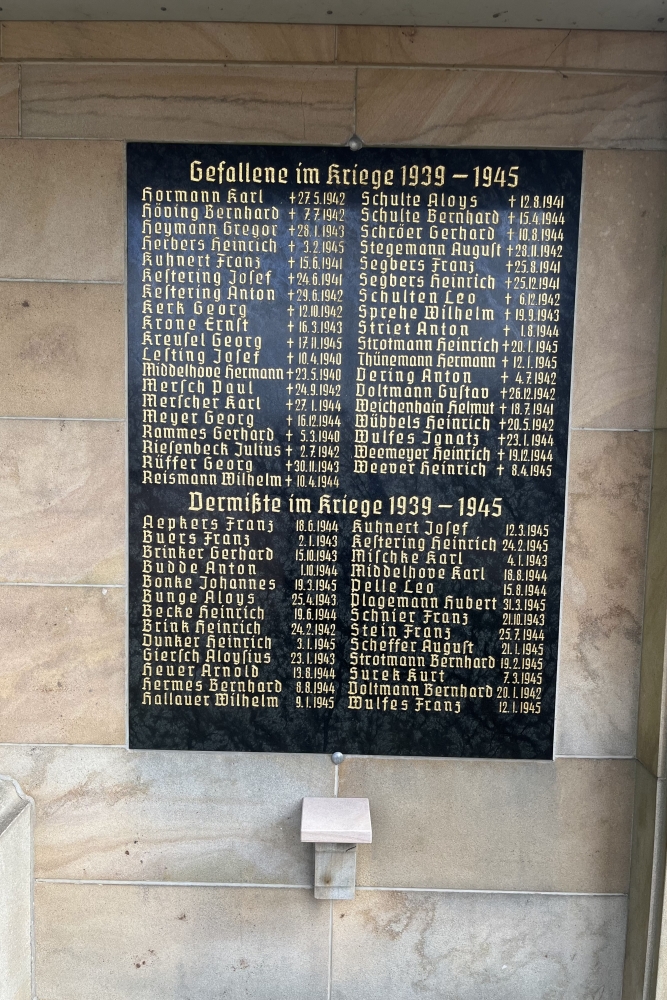 Gefallene im Kriege 1939 – 1945
Hormann Karl +27.5.1942
Höving Bernhard + 7.7.1942
Heymann Gregor +28.1.1943
Herbers Heinrich + 3.2.1945
Kuhnert Franz +15.6.1941
Kestering Josef +24.6.1941
Kestering Anton +29.6.1942
Kerk Georg +12.10.1942
Krone Ernst +16.3.1943
Kreusel Georg +17.11.1945
Lesting Josef +10.4.1940
Middelhove Hermann +23.5.1940
Mersch Paul +24.9.1942
Merscher Karl +27.1.1944
Meyer Georg +16.12.1944
Rammes Gerhard + 5.3.1940
Riesenbeck Julius + 2.7.1942
Rüffer Georg +30.11.1943
Reismann Wilhelm + 10.4.1944
Schulte Aloys + 12.8.1941
Schulte Bernhard + 15.4.1944
Schröer Gerhard + 10.8.1944
Stegemann August +28.11.1942
Segbers Franz +25.8.1941
Segbers Heinrich +25.12.1941
Schulten Leo + 6.12.1942
Sprehe Wilhelm + 19.9.1943
Striet Anton + 1.8.1944
Strotmann Heinrich +20.1.1945
Thünemann Hermann + 12.1.1945
Vering Anton + 4.7.1942
Voltmann Gustav +26.12.1942
Weichenhain Helmut +18.7.1941
Wübbels Heinrich +20.5.1942
Wulfes Ignatz +23.1.1944
Weemeyer Heinrich +19.12.1944
Weever Heinrich + 8.4.1945
Vermißte im Kriege 1939 – 1945
Aepkers Franz 18.6.1944
Buers Franz 2.1.1943
Brinker Gerhard 15.10.1943
Budde Anton 1.10.1944
Bonke Johannes 19.3.1945
Bunge Aloys 25.4.1943
Becke Heinrich 19.6.1944
Brink Heinrich 24.2.1942
Dunker Heinrich 3.1.1945
Giersch Aloysius 23.1.1943
Heuer Arnold 13.6.1944
Hermes Bernhard 8.8.1944
Hallauer Wilhelm 9.1.1945
Kuhnert Josef 12.3.1945
Kestering Heinrich 24.2.1945
Mischke Karl 4.1.1943
Middelhove Karl 18.8.1944
Pelle Leo 15.8.1944
Plagemann Hubert 31.3.1945
Schnier Franz 21.10.1943
Stein Franz 25.7.1944
Scheffer August 21.1.1945
Strotmann Bernhard 19.2.1945
Surek Kurt 7.3.1945
Voltmann Bernhard 20.1.1942
Wulfes Franz 12.1.1945